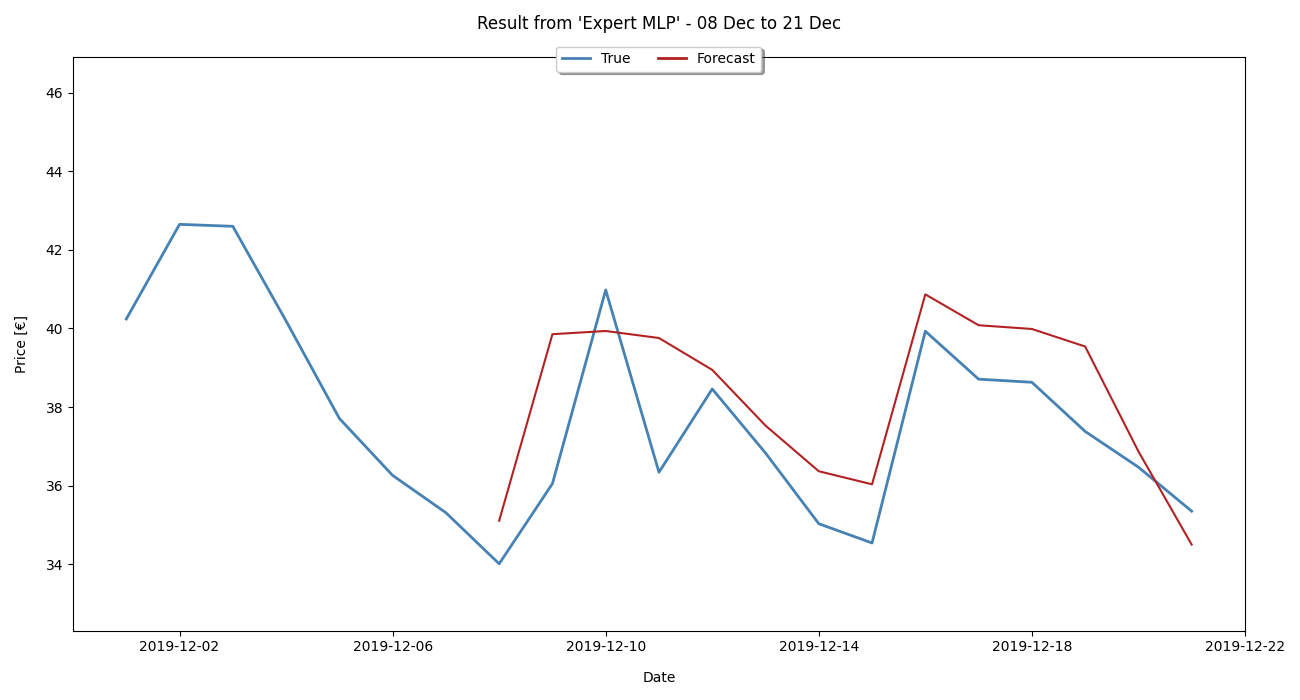 Result from 'Expert MLP' - 08 Dec to 21 Dec
True Forecast
46
44
42
40
38
36
34
Price [€]
2019-12-02 2019-12-06 2019-12-10 2019-12-14 2019-12-18 2019-12-22
Date